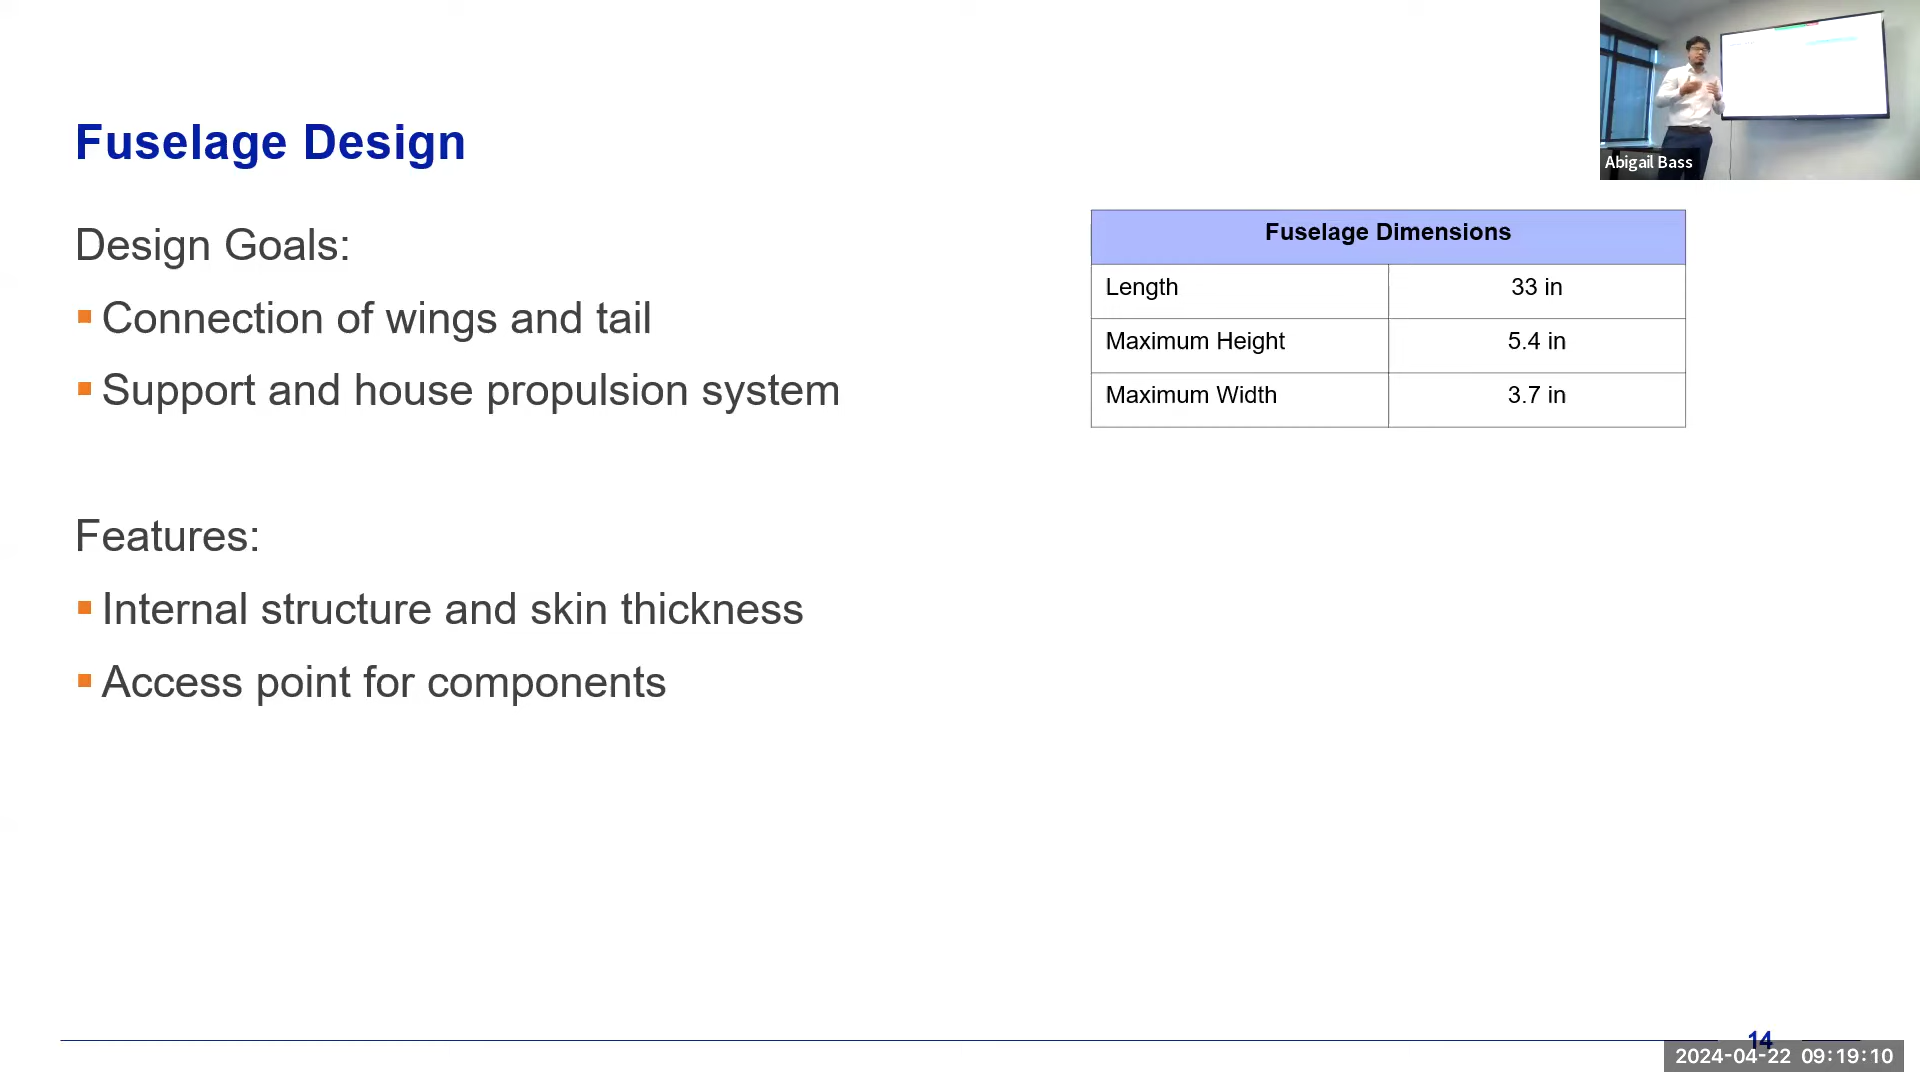 Fuselage Design
Design Goals:
Connection of wings and tail
Support and house propulsion system
Features:
Internal structure and skin thickness
Access point for components
Fuselage Dimensions
Length 33 in
Maximum Height 5.4 in
Maximum Width 3.7 in
Abigail Bass
14
2024-04-22 09:19:10